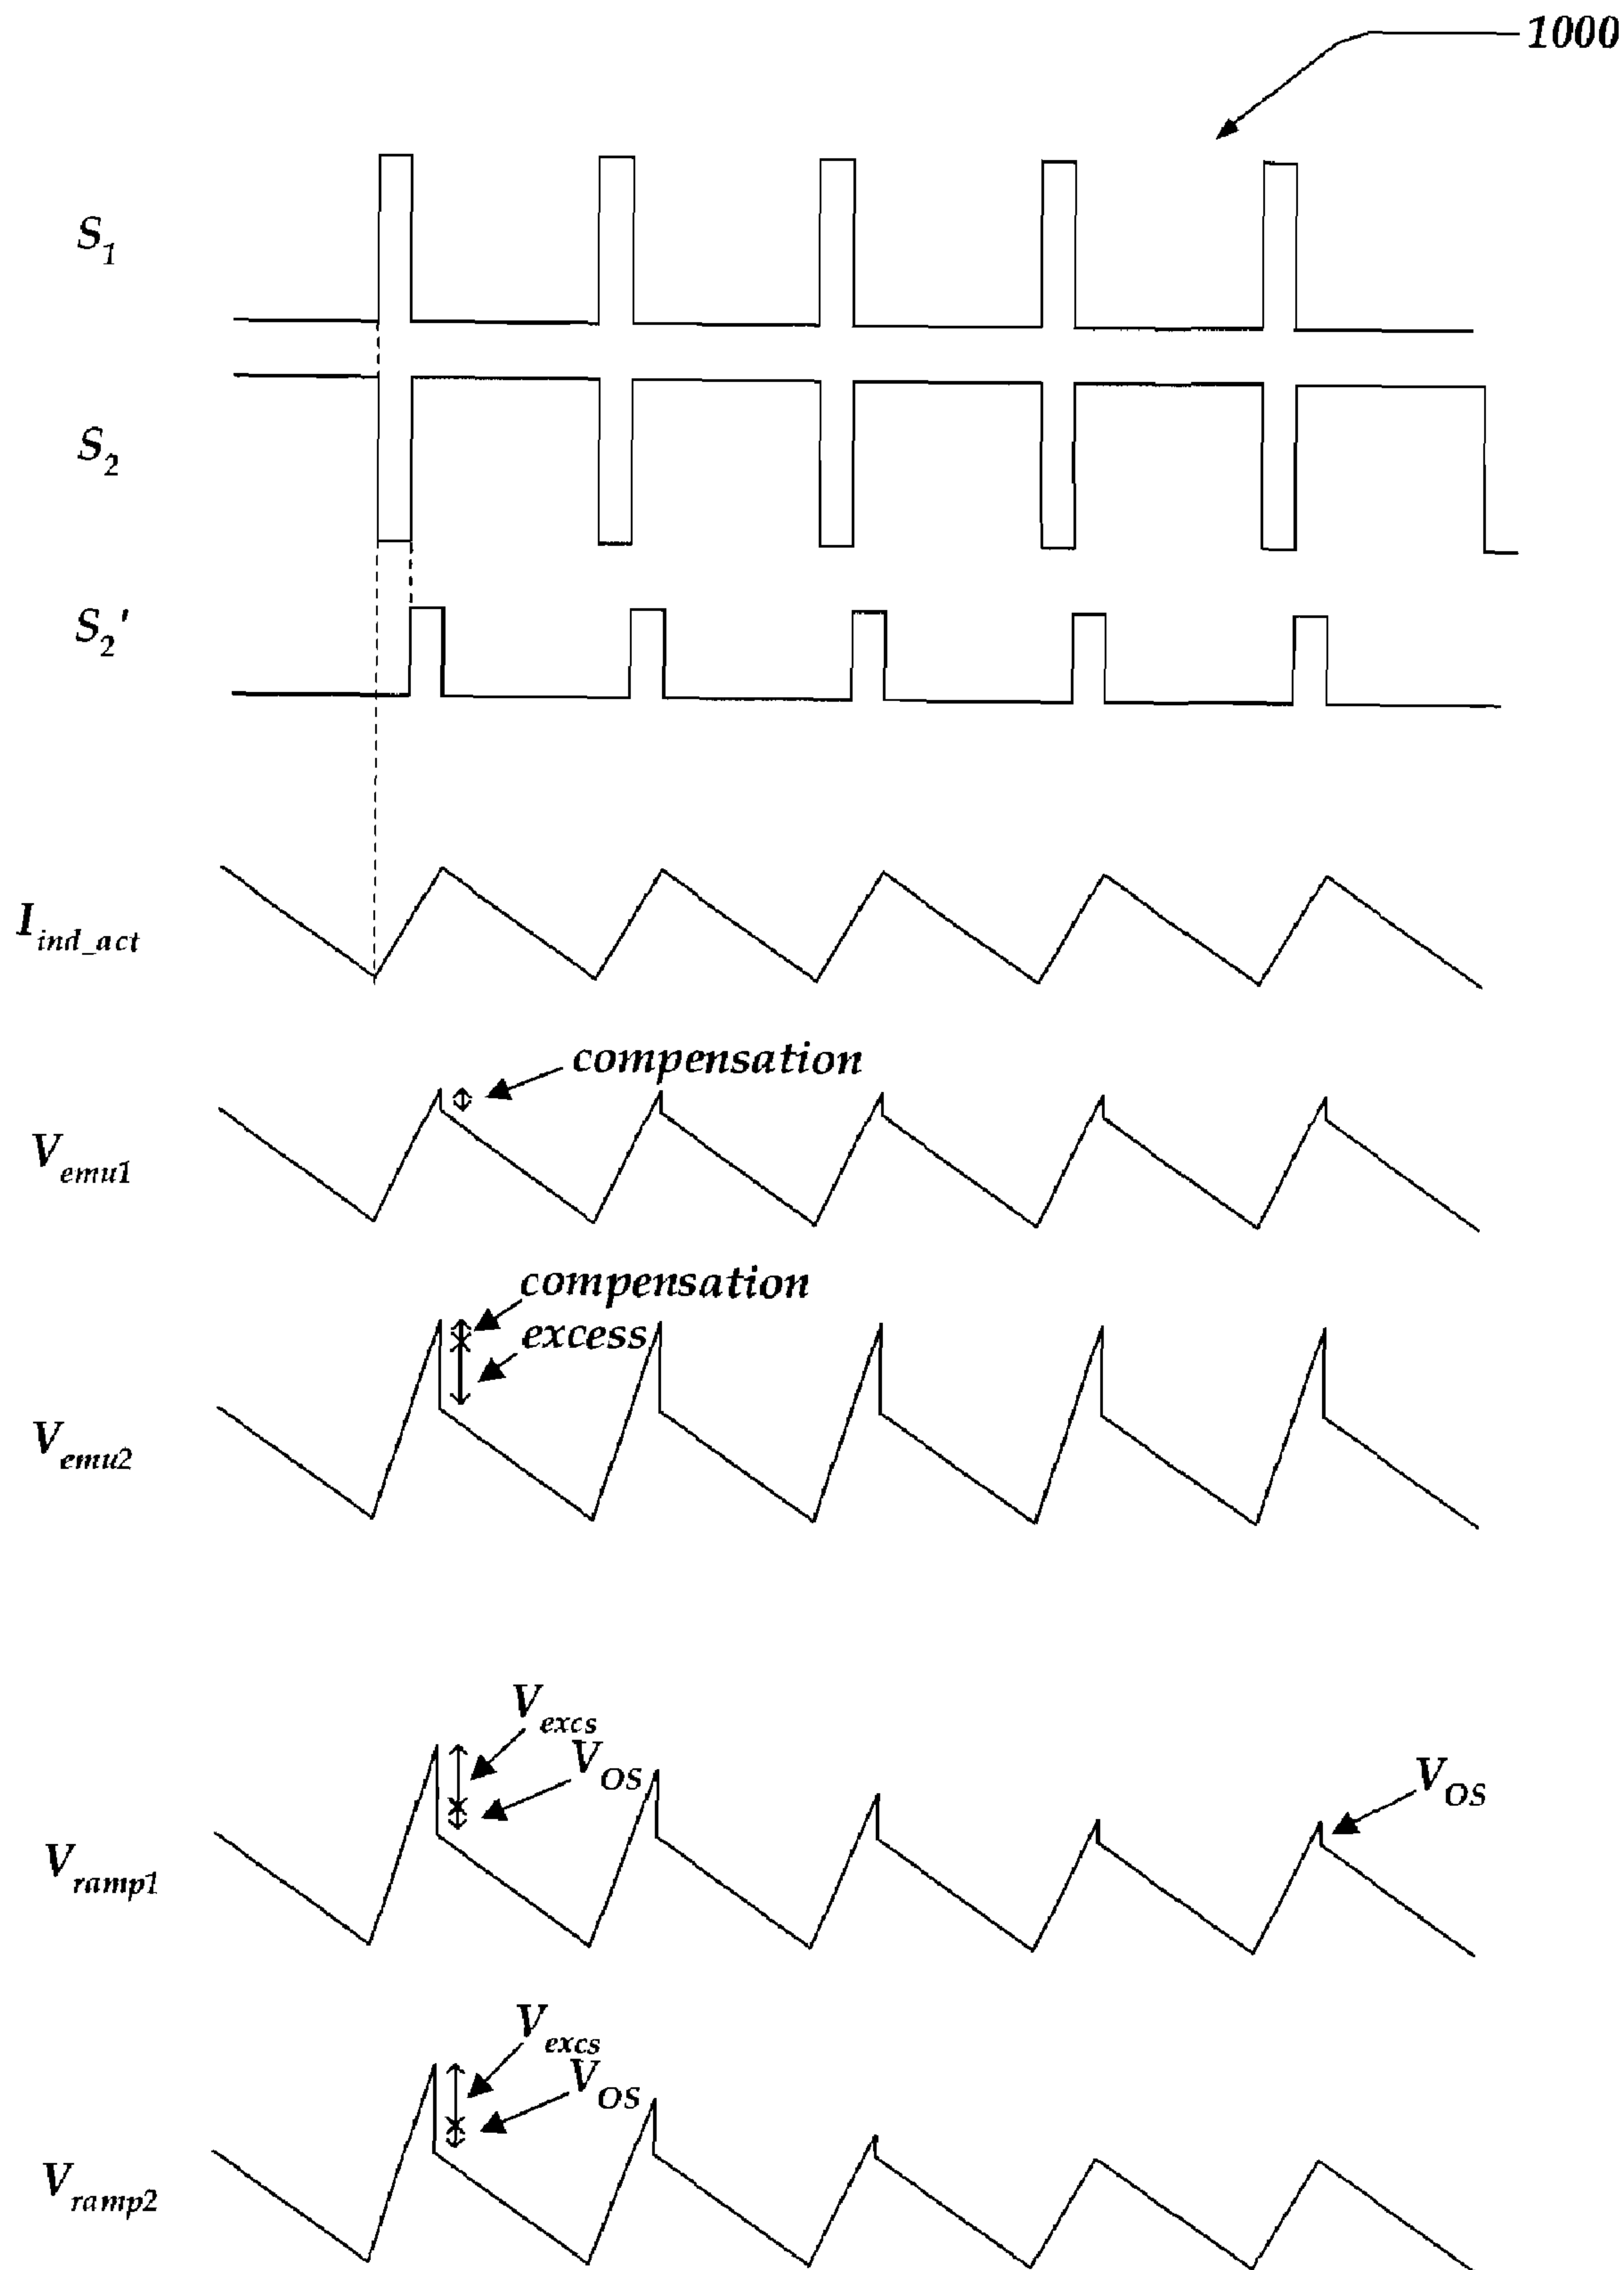 1000
S1
S2
S2'
Iind_act
compensation
Vemu1
compensation
excess
Vemu2
Vexcs
VOS
VOS
Vramp1
Vexcs
VOS
Vramp2